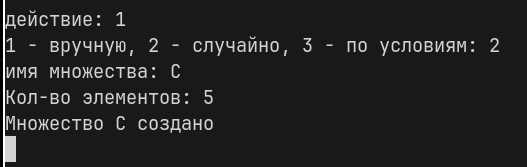 действие: 1
1 - вручную, 2 - случайно, 3 - по условиям: 2
имя множества: C
Кол-во элементов: 5
Множество C создано